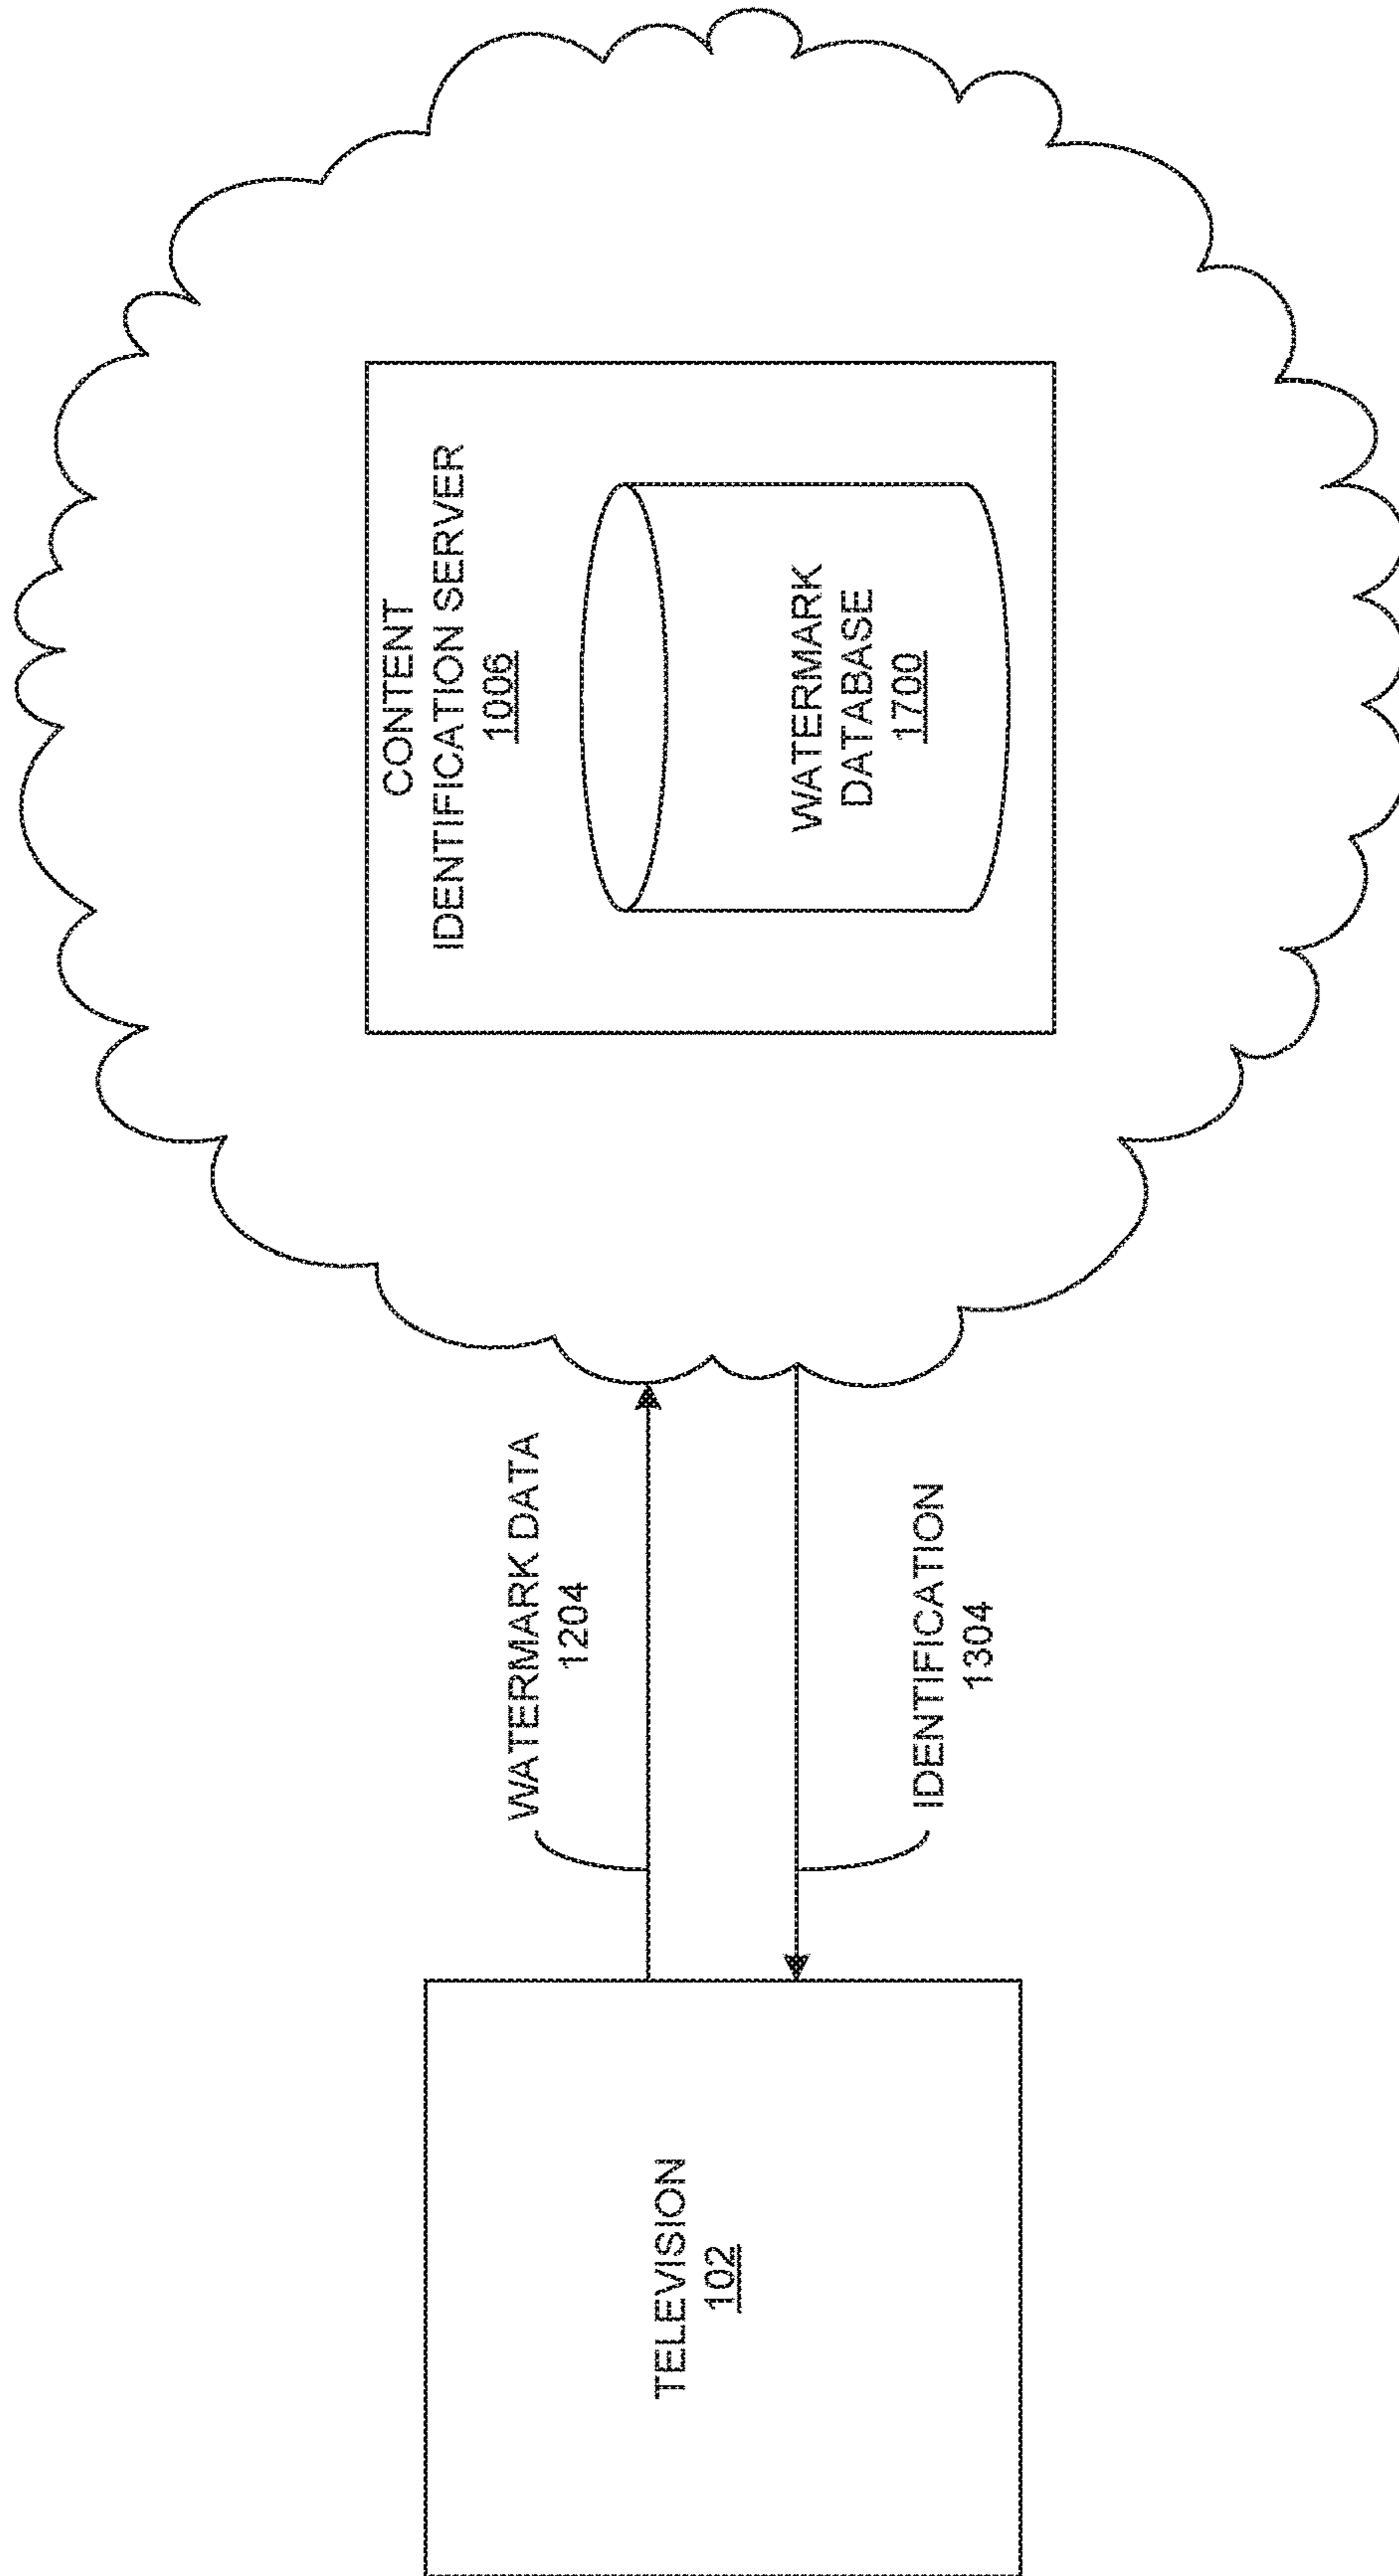 TELEVISION
102
WATERMARK DATA
1204
IDENTIFICATION
1304
CONTENT
IDENTIFICATION SERVER
1006
WATERMARK
DATABASE
1700